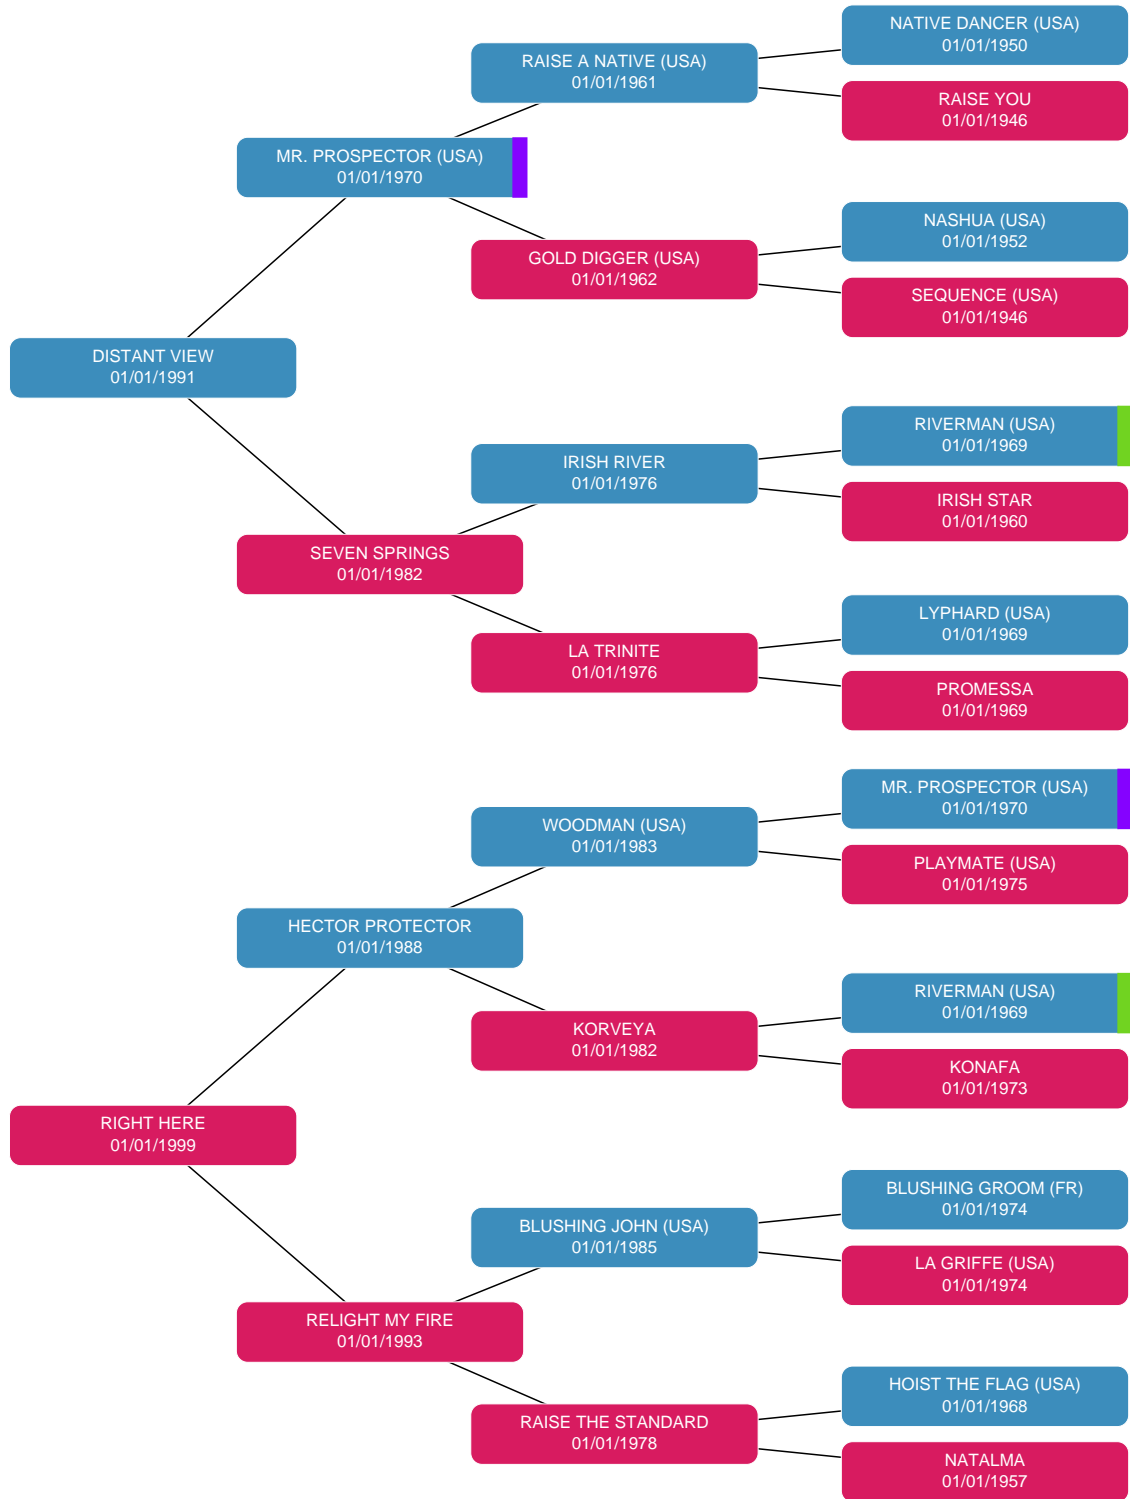 NATIVE DANCER (USA)
01/01/1950
RAISE A NATIVE (USA)
01/01/1961
RAISE YOU
01/01/1946
MR. PROSPECTOR (USA)
01/01/1970
NASHUA (USA)
01/01/1952
GOLD DIGGER (USA)
01/01/1962
SEQUENCE (USA)
01/01/1946
DISTANT VIEW
01/01/1991
RIVERMAN (USA)
01/01/1969
IRISH RIVER
01/01/1976
IRISH STAR
01/01/1960
SEVEN SPRINGS
01/01/1982
LYPHARD (USA)
01/01/1969
LA TRINITE
01/01/1976
PROMESSA
01/01/1969
MR. PROSPECTOR (USA)
01/01/1970
WOODMAN (USA)
01/01/1983
PLAYMATE (USA)
01/01/1975
HECTOR PROTECTOR
01/01/1988
RIVERMAN (USA)
01/01/1969
KORVEYA
01/01/1982
KONAFA
01/01/1973
RIGHT HERE
01/01/1999
BLUSHING GROOM (FR)
01/01/1974
BLUSHING JOHN (USA)
01/01/1985
LA GRIFFE (USA)
01/01/1974
RELIGHT MY FIRE
01/01/1993
HOIST THE FLAG (USA)
01/01/1968
RAISE THE STANDARD
01/01/1978
NATALMA
01/01/1957